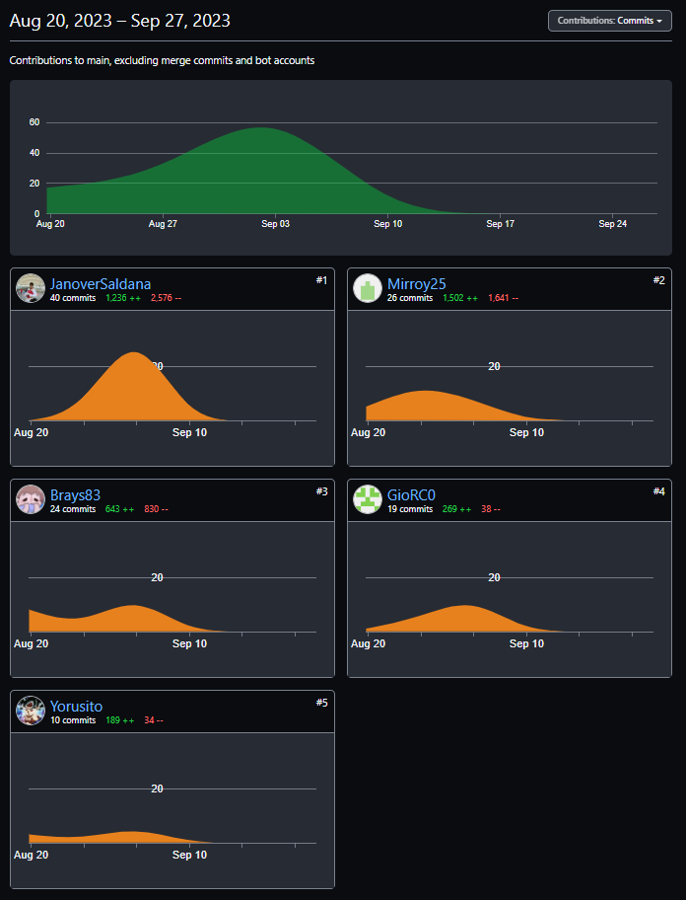 Aug 20, 2023 – Sep 27, 2023
Contributions: Commits
Contributions to main, excluding merge commits and bot accounts
60
40
20
0
Aug 20 Aug 27 Sep 03 Sep 10 Sep 17 Sep 24
JanoverSaldana #1
40 commits 1,236 ++ 2,576 --
20
Aug 20 Sep 10
Mirroy25 #2
26 commits 1,502 ++ 1,641 --
20
Aug 20 Sep 10
Brays83 #3
24 commits 643 ++ 830 --
20
Aug 20 Sep 10
GioRC0 #4
19 commits 269 ++ 38 --
20
Aug 20 Sep 10
Yorusito #5
10 commits 189 ++ 34 --
20
Aug 20 Sep 10